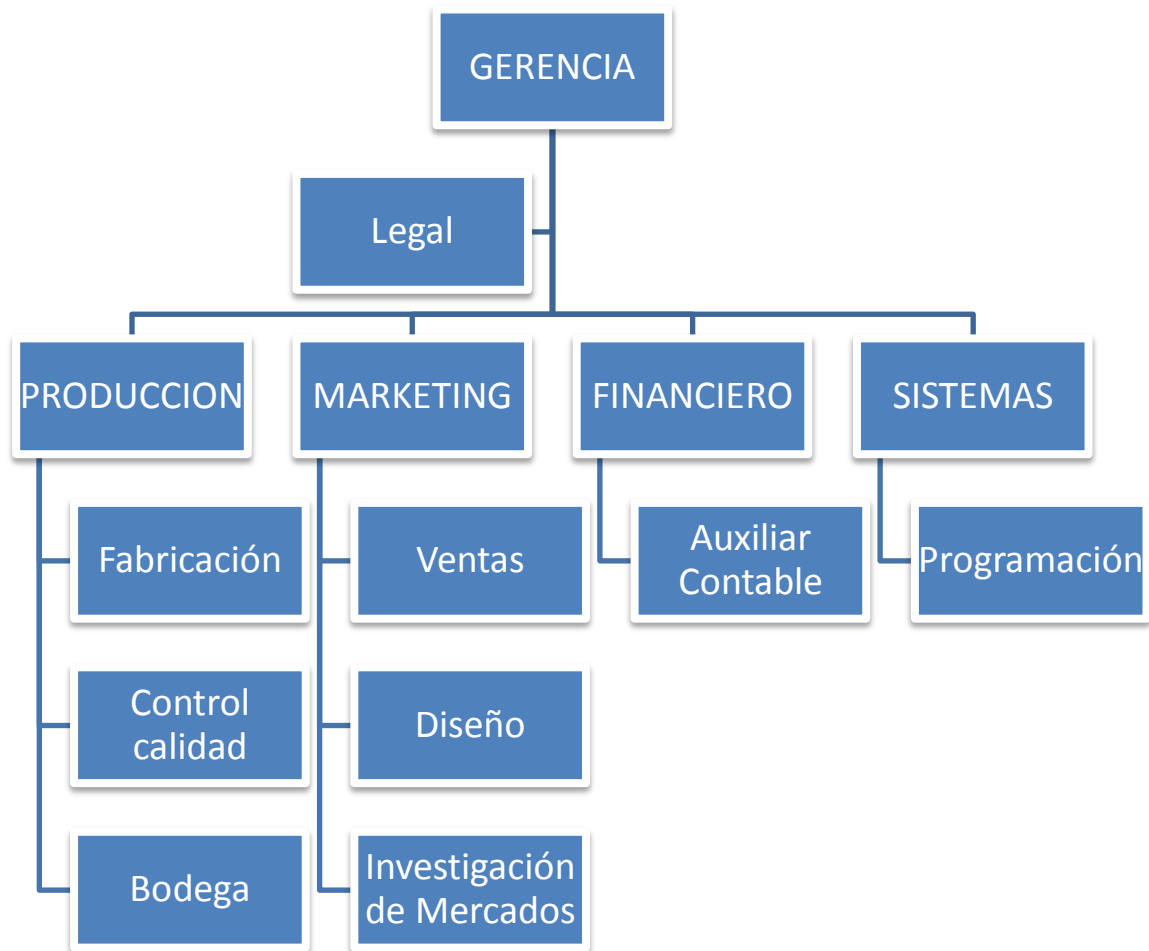 GERENCIA
Legal
PRODUCCION
MARKETING
FINANCIERO
SISTEMAS
Fabricación
Ventas
Auxiliar
Contable
Programación
Control
calidad
Diseño
Bodega
Investigación
de Mercados